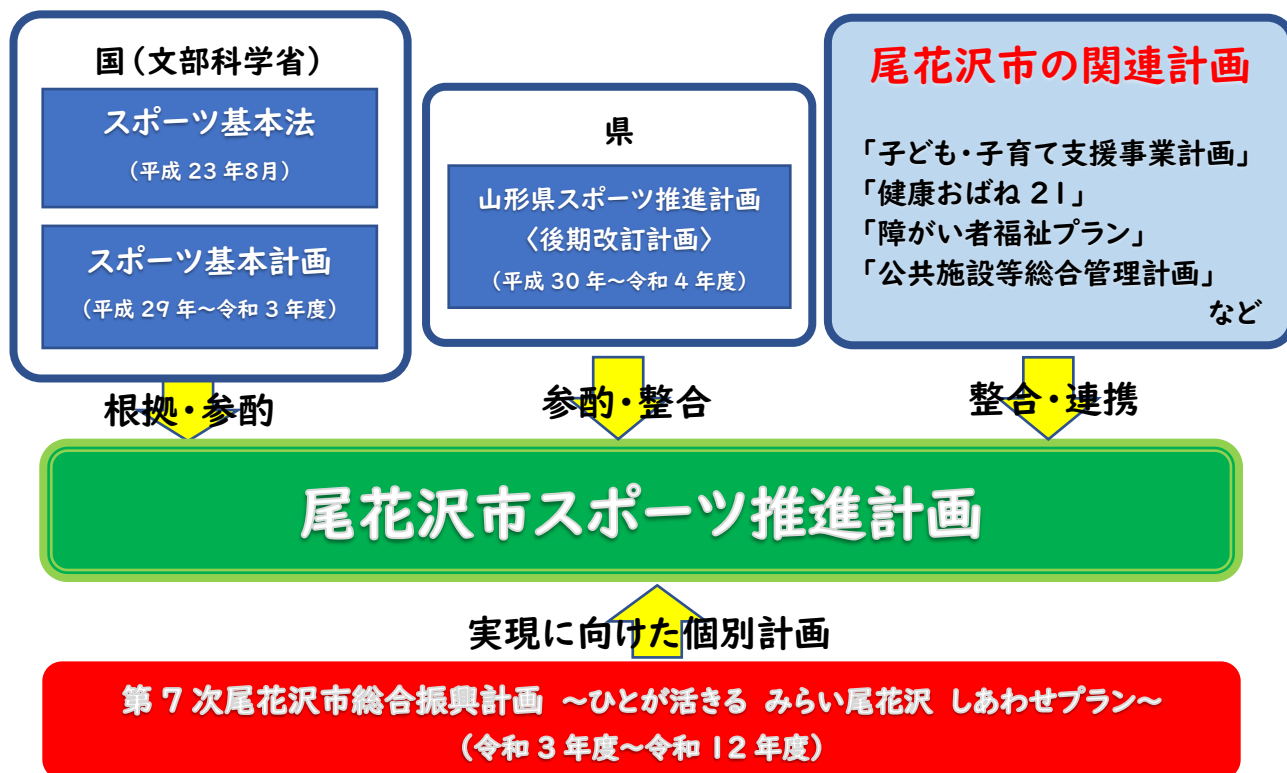 国(文部科学省)
スポーツ基本法
(平成 23 年8月)
スポーツ基本計画
(平成 29 年~令和 3 年度)
県
山形県スポーツ推進計画
〈後期改訂計画〉
(平成 30 年~令和 4 年度)
尾花沢市の関連計画
「子ども・子育て支援事業計画」
「健康おばね 21」
「障がい者福祉プラン」
「公共施設等総合管理計画」
など
根拠・参酌
参酌・整合
整合・連携
尾花沢市スポーツ推進計画
実現に向けた個別計画
第 7 次尾花沢市総合振興計画 ~ひとが活きる みらい尾花沢 しあわせプラン~
(令和 3 年度~令和 12 年度)